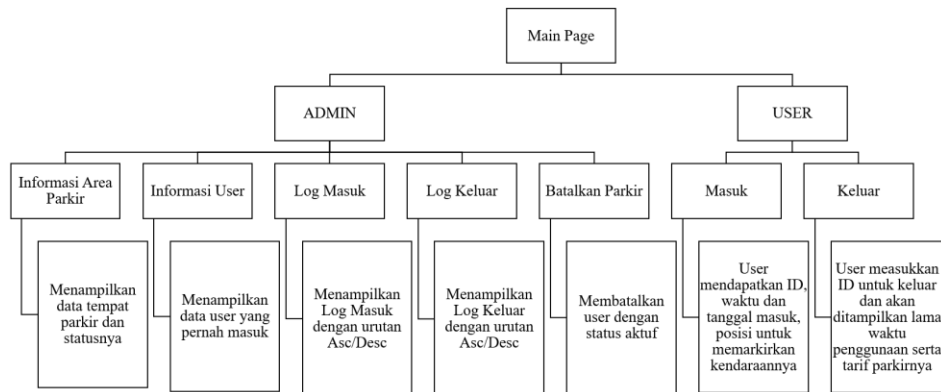 Main Page
ADMIN
USER
Informasi Area
Parkir
Informasi User
Log Masuk
Log Keluar
Batalkan Parkir
Masuk
Keluar
Menampilkan
data tempat
parkir dan
statusnya
Menampilkan
data user yang
pernah masuk
Menampilkan
Log Masuk
dengan urutan
Asc/Desc
Menampilkan
Log Keluar
dengan urutan
Asc/Desc
Membatalkan
user dengan
status aktuf
User
mendapatkan ID,
waktu dan
tanggal masuk,
posisi untuk
memarkirkan
kendaraannya
User measukkan
ID untuk keluar
dan akan
ditampilkan lama
waktu
penggunaan serta
tarif parkirnya